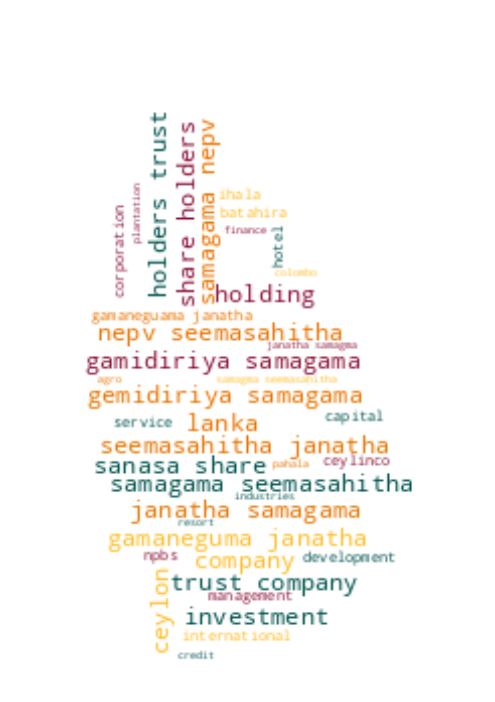 holders trust
share holders
samagama nepv
plantation
corporation
ihala
batahira
finance
hotel
colombo
holding
gamaneguama janatha
nepv seemasahitha
janatha samagma
gamidiriya samagama
agro
samagma seemasahitha
gemidiriya samagama
service
lanka
capital
seemasahitha janatha
sanasa share
pahala
ceylinco
samagama seemasahitha
industries
janatha samagama
resort
gamaneguma janatha
npbs
company
development
ceylon
trust company
management
investment
international
credit